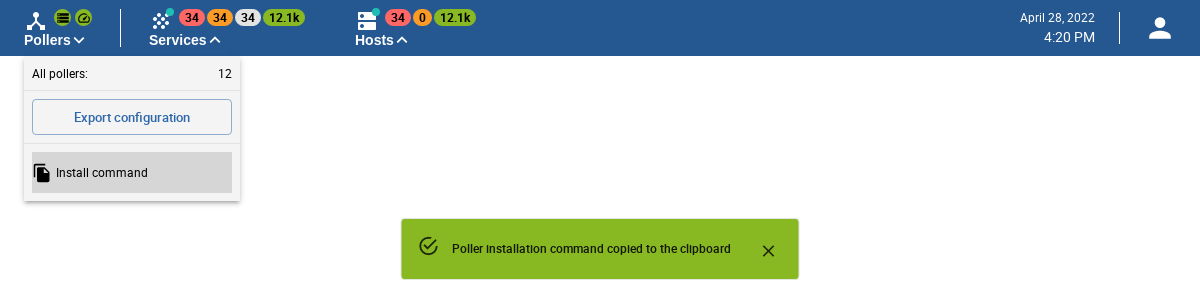 34 34 34 12.1k
34 0 12.1k
April 28, 2022
Pollers
Services
Hosts
4:20 PM
All pollers: 12
Export configuration
Install command
Poller installation command copied to the clipboard